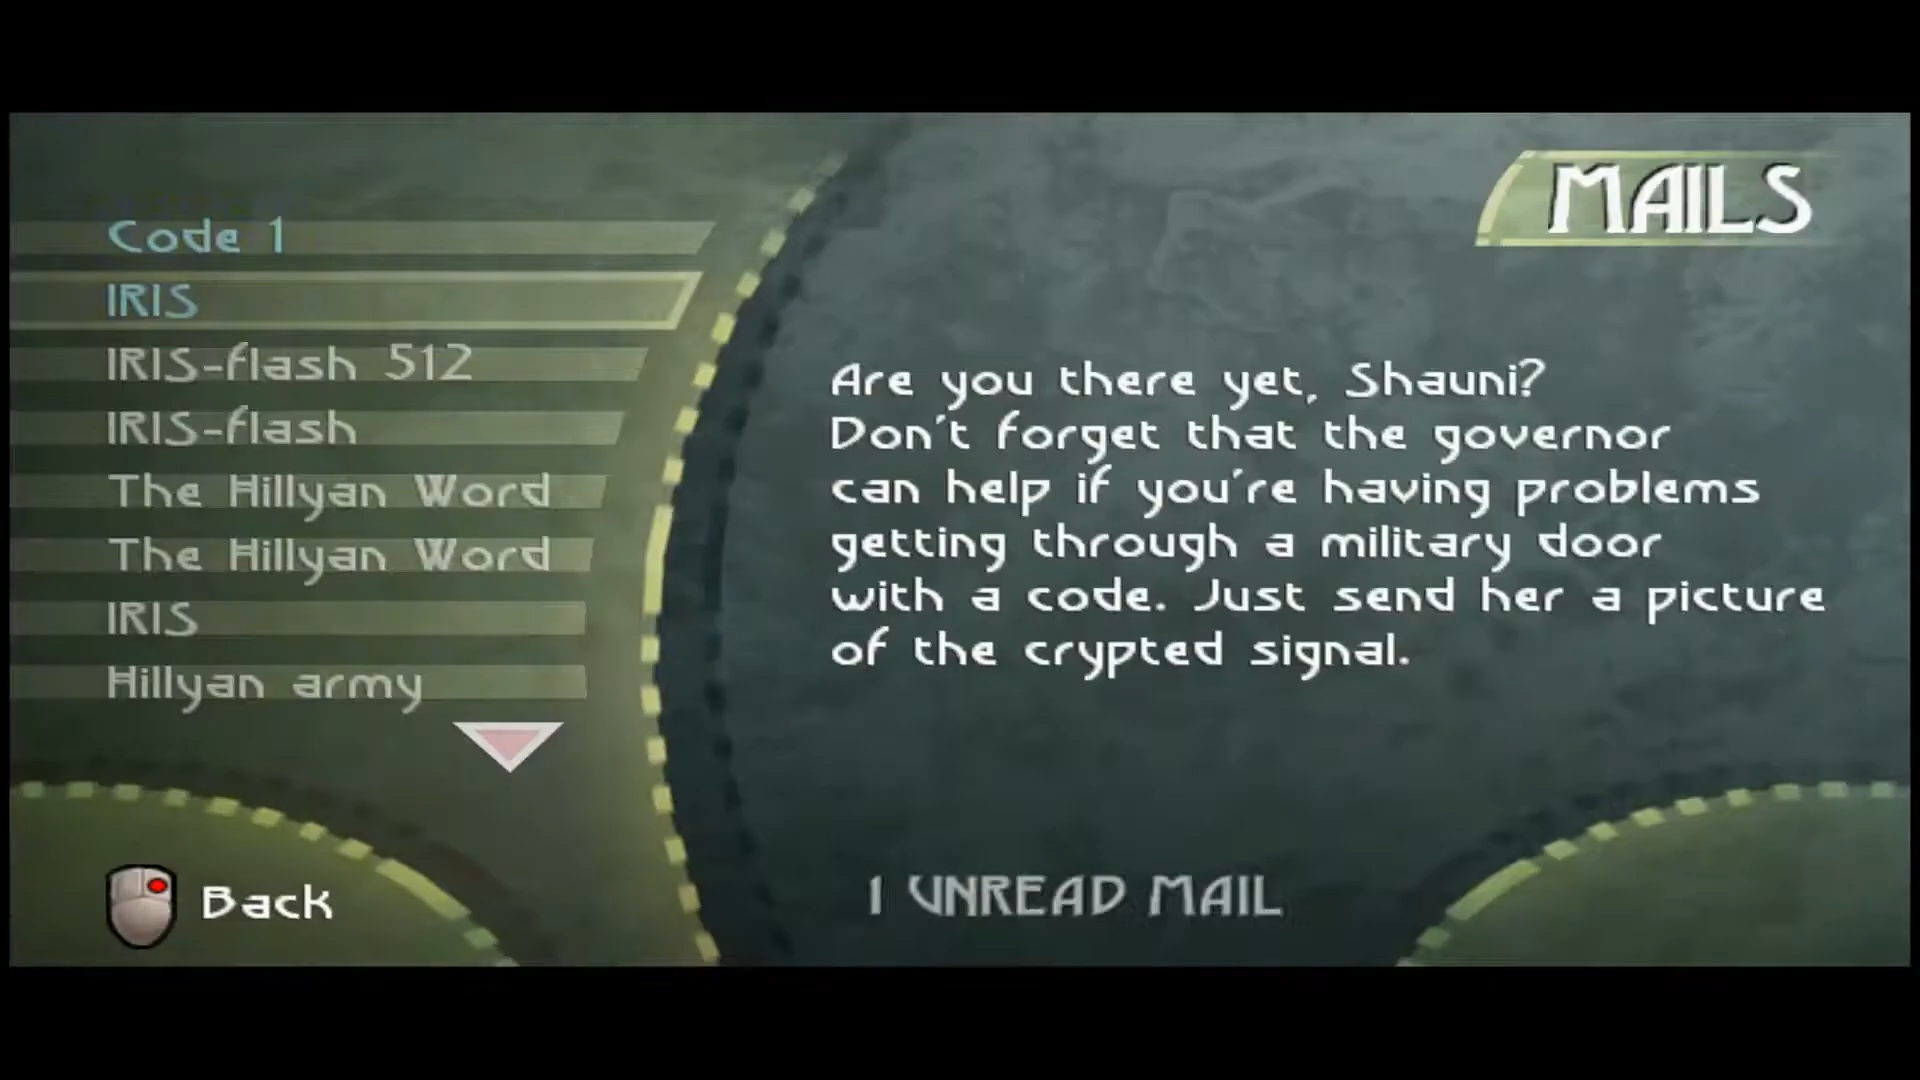 MAILS
Code 1
IRIS
IRIS-flash 512
IRIS-flash
The Hillyan Word
The Hillyan Word
IRIS
Hillyan army
Are you there yet, Shauni?
Don't forget that the governor
can help if you're having problems
getting through a military door
with a code. Just send her a picture
of the crypted signal.
Back
1 UNREAD MAIL